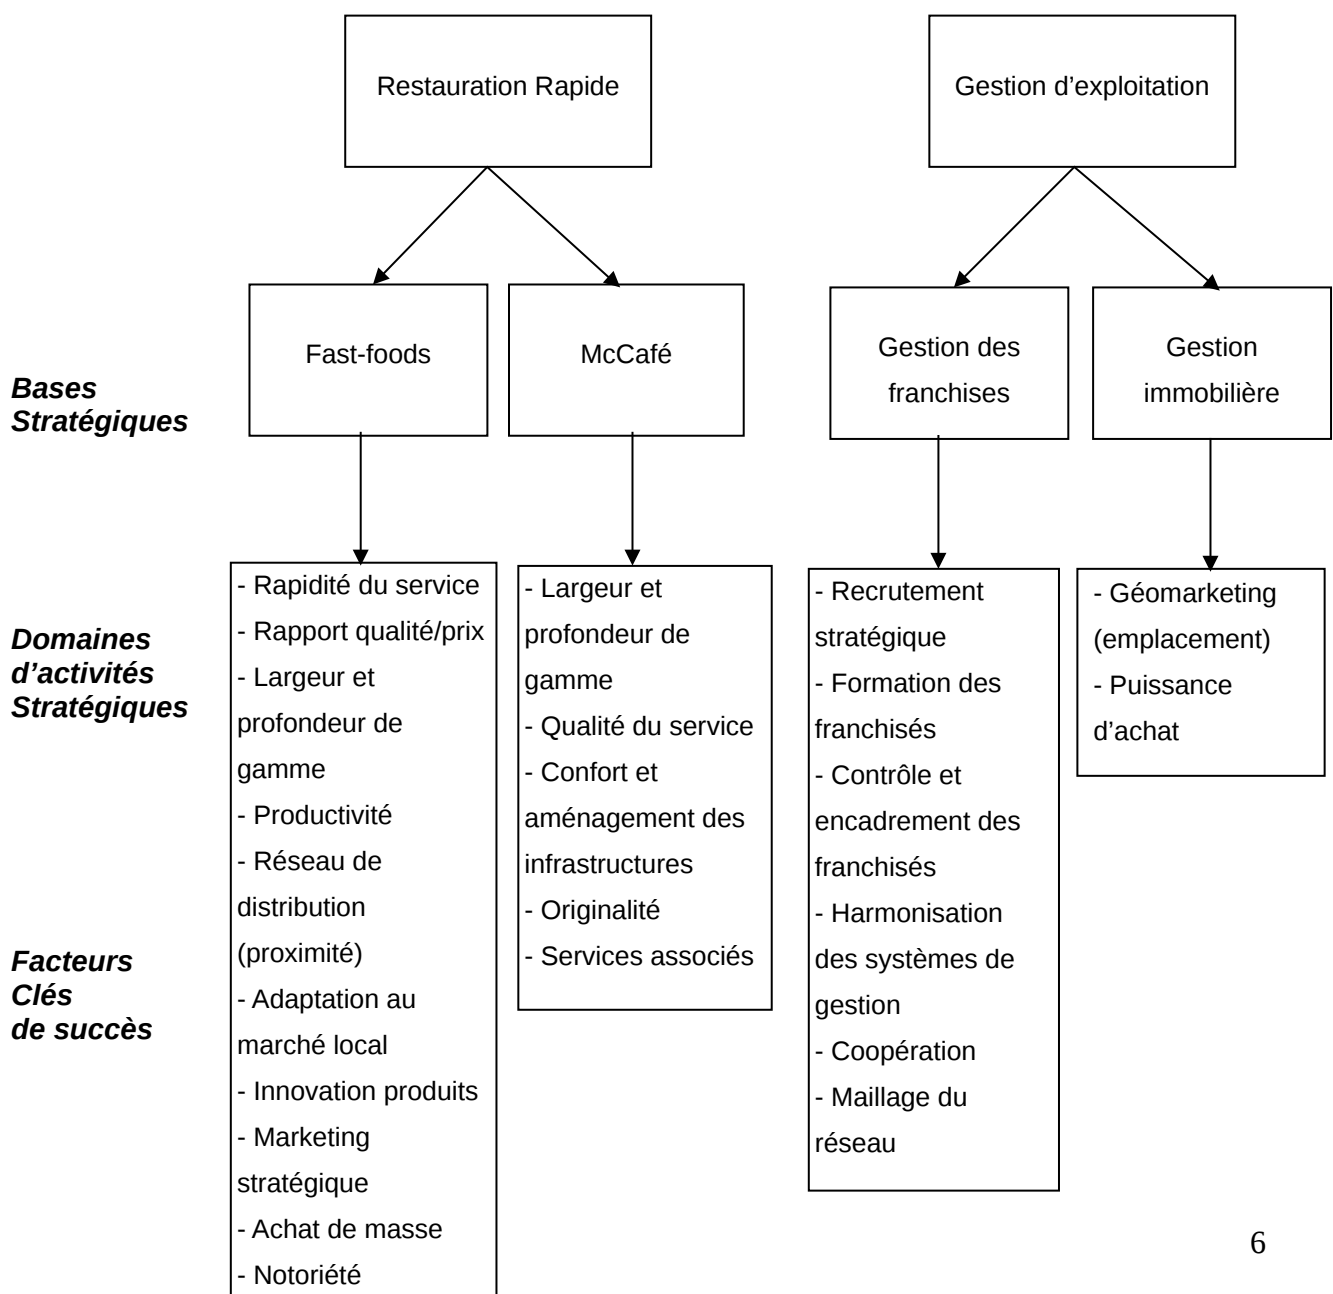 Restauration Rapide
Gestion d’exploitation
Fast-foods
McCafé
Gestion des
franchises
Gestion
immobilière
Bases
Stratégiques
Domaines
d’activités
Stratégiques
Facteurs
Clés
de succès
- Rapidité du service
- Rapport qualité/prix
- Largeur et
profondeur de
gamme
- Productivité
- Réseau de
distribution
(proximité)
- Adaptation au
marché local
- Innovation produits
- Marketing
stratégique
- Achat de masse
- Notoriété
- Largeur et
profondeur de
gamme
- Qualité du service
- Confort et
aménagement des
infrastructures
- Originalité
- Services associés
- Recrutement
stratégique
- Formation des
franchisés
- Contrôle et
encadrement des
franchisés
- Harmonisation
des systèmes de
gestion
- Coopération
- Maillage du
réseau
- Géomarketing
(emplacement)
- Puissance
d’achat
6